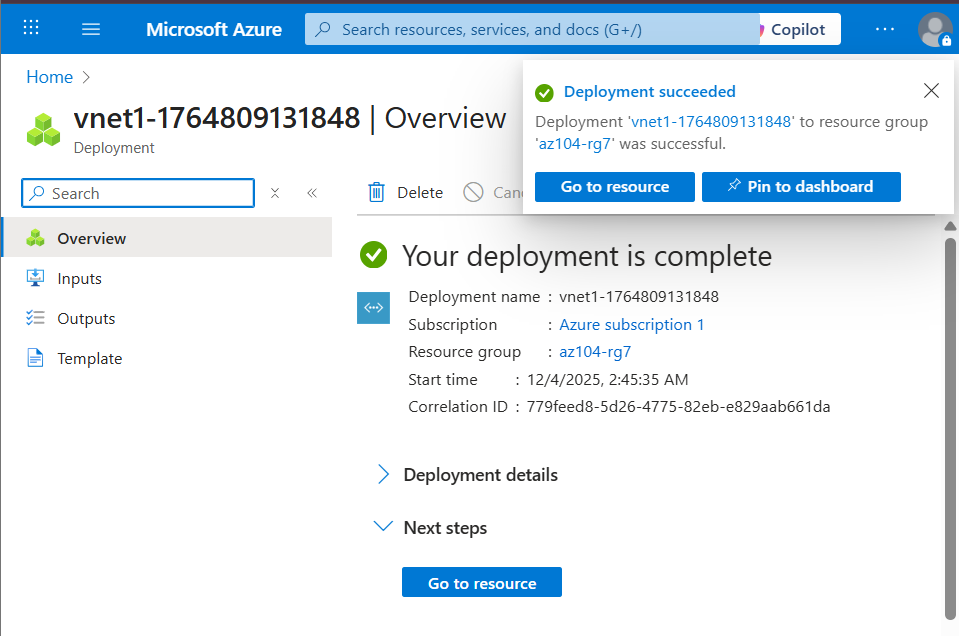 Microsoft Azure
Search resources, services, and docs (G+/)
Copilot
Home
vnet1-1764809131848 | Overview
Deployment
Deployment succeeded
Deployment 'vnet1-1764809131848' to resource group
'az104-rg7' was successful.
Go to resource
Pin to dashboard
Search
Delete
Canc
Overview
Inputs
Outputs
Template
Your deployment is complete
Deployment name : vnet1-1764809131848
Subscription : Azure subscription 1
Resource group : az104-rg7
Start time : 12/4/2025, 2:45:35 AM
Correlation ID : 779feed8-5d26-4775-82eb-e829aab661da
Deployment details
Next steps
Go to resource